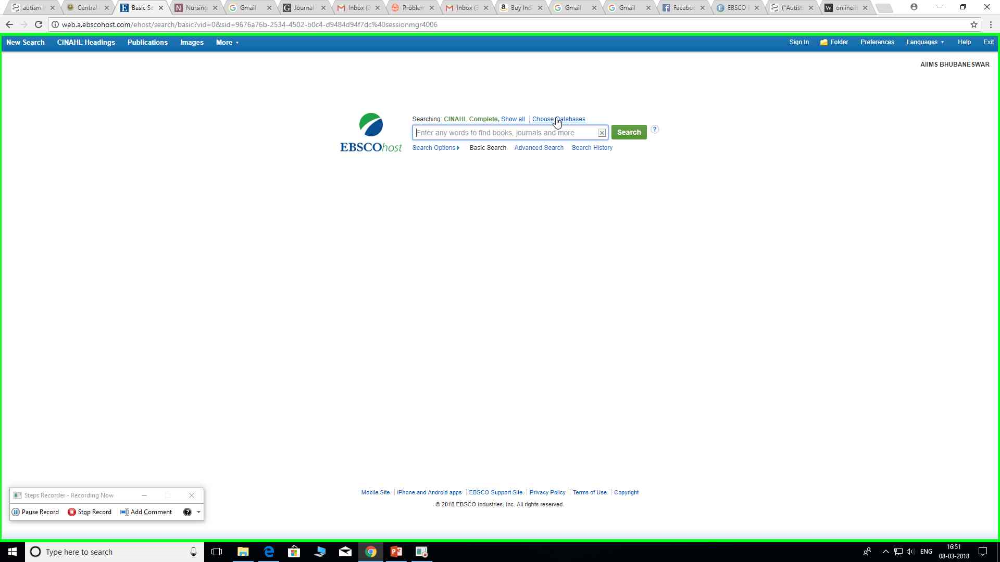 autism Central Basic Se Nursing Gmail Journal Inbox (2 Problem Inbox (3 Buy Ind Gmail Gmail Faceboo EBSCO ("Autist onlineli
web.a.ebscohost.com/ehost/search/basic?vid=0&sid=9676a76b-2534-4502-b0c4-d9484d94f7dc%40sessionmgr4006
New Search CINAHL Headings Publications Images More Sign In Folder Preferences Languages Help Exit
AIIMS BHUBANESWAR
Searching: CINAHL Complete, Show all Choose Databases
Enter any words to find books, journals and more Search ?
EBSCOhost
Search Options Basic Search Advanced Search Search History
Mobile Site iPhone and Android apps EBSCO Support Site Privacy Policy Terms of Use Copyright
© 2018 EBSCO Industries, Inc. All rights reserved.
Steps Recorder - Recording Now
Pause Record Stop Record Add Comment ?
Type here to search ENG 16:51
08-03-2018